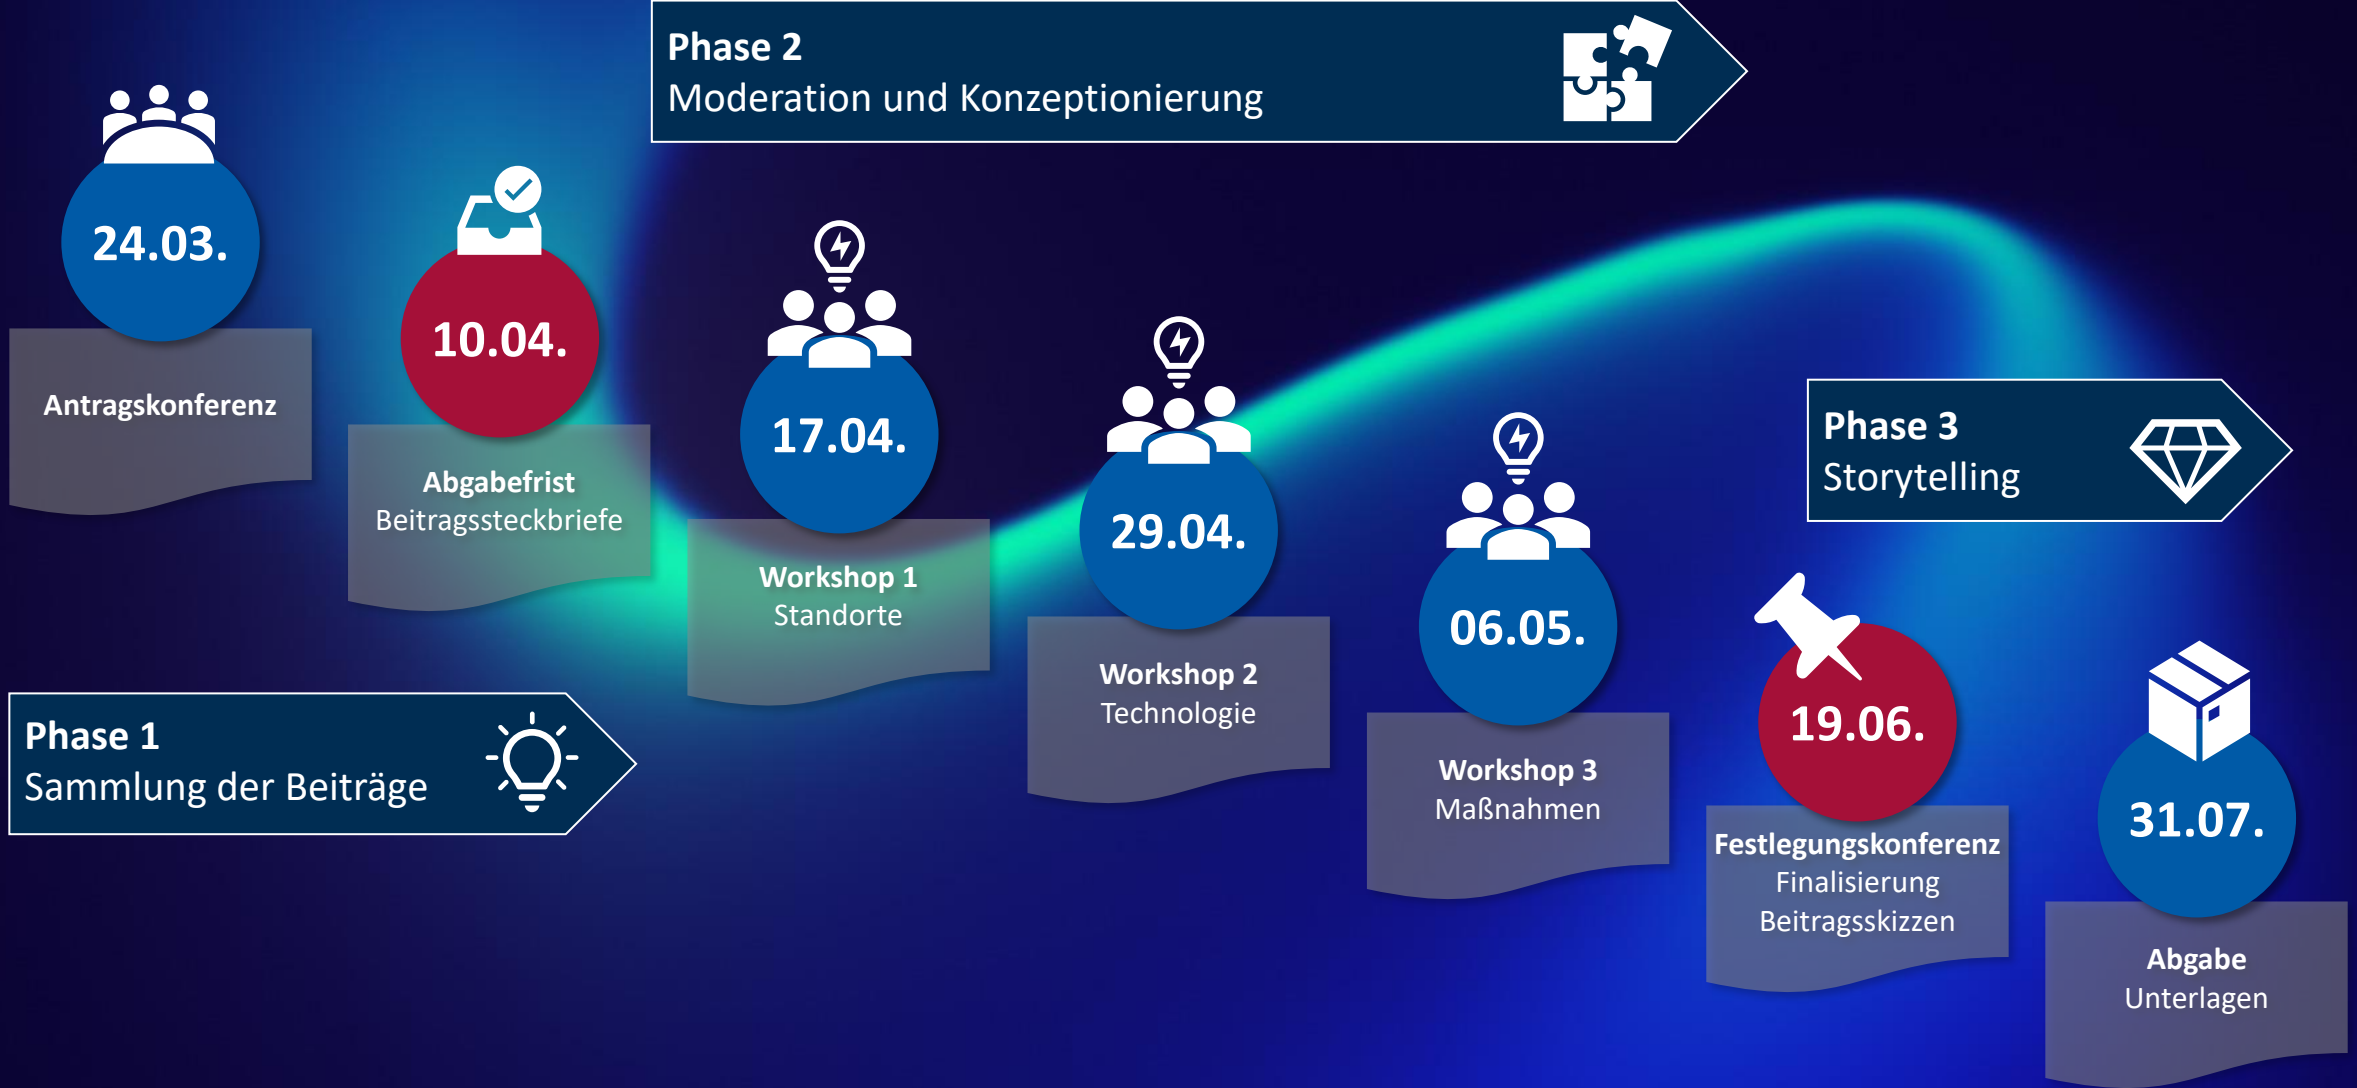 Phase 1
Sammlung der Beiträge
Phase 2
Moderation und Konzeptionierung
Phase 3
Storytelling
24.03.
Antragskonferenz
10.04.
Abgabefrist
Beitragssteckbriefe
17.04.
Workshop 1
Standorte
29.04.
Workshop 2
Technologie
06.05.
Workshop 3
Maßnahmen
19.06.
Festlegungskonferenz
Finalisierung
Beitragsskizzen
31.07.
Abgabe
Unterlagen